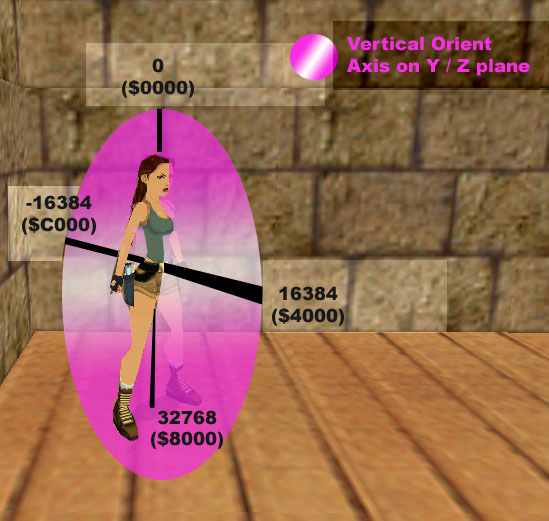 Vertical Orient
Axis on Y / Z plane
0
($0000)
-16384
($C000)
16384
($4000)
32768
($8000)